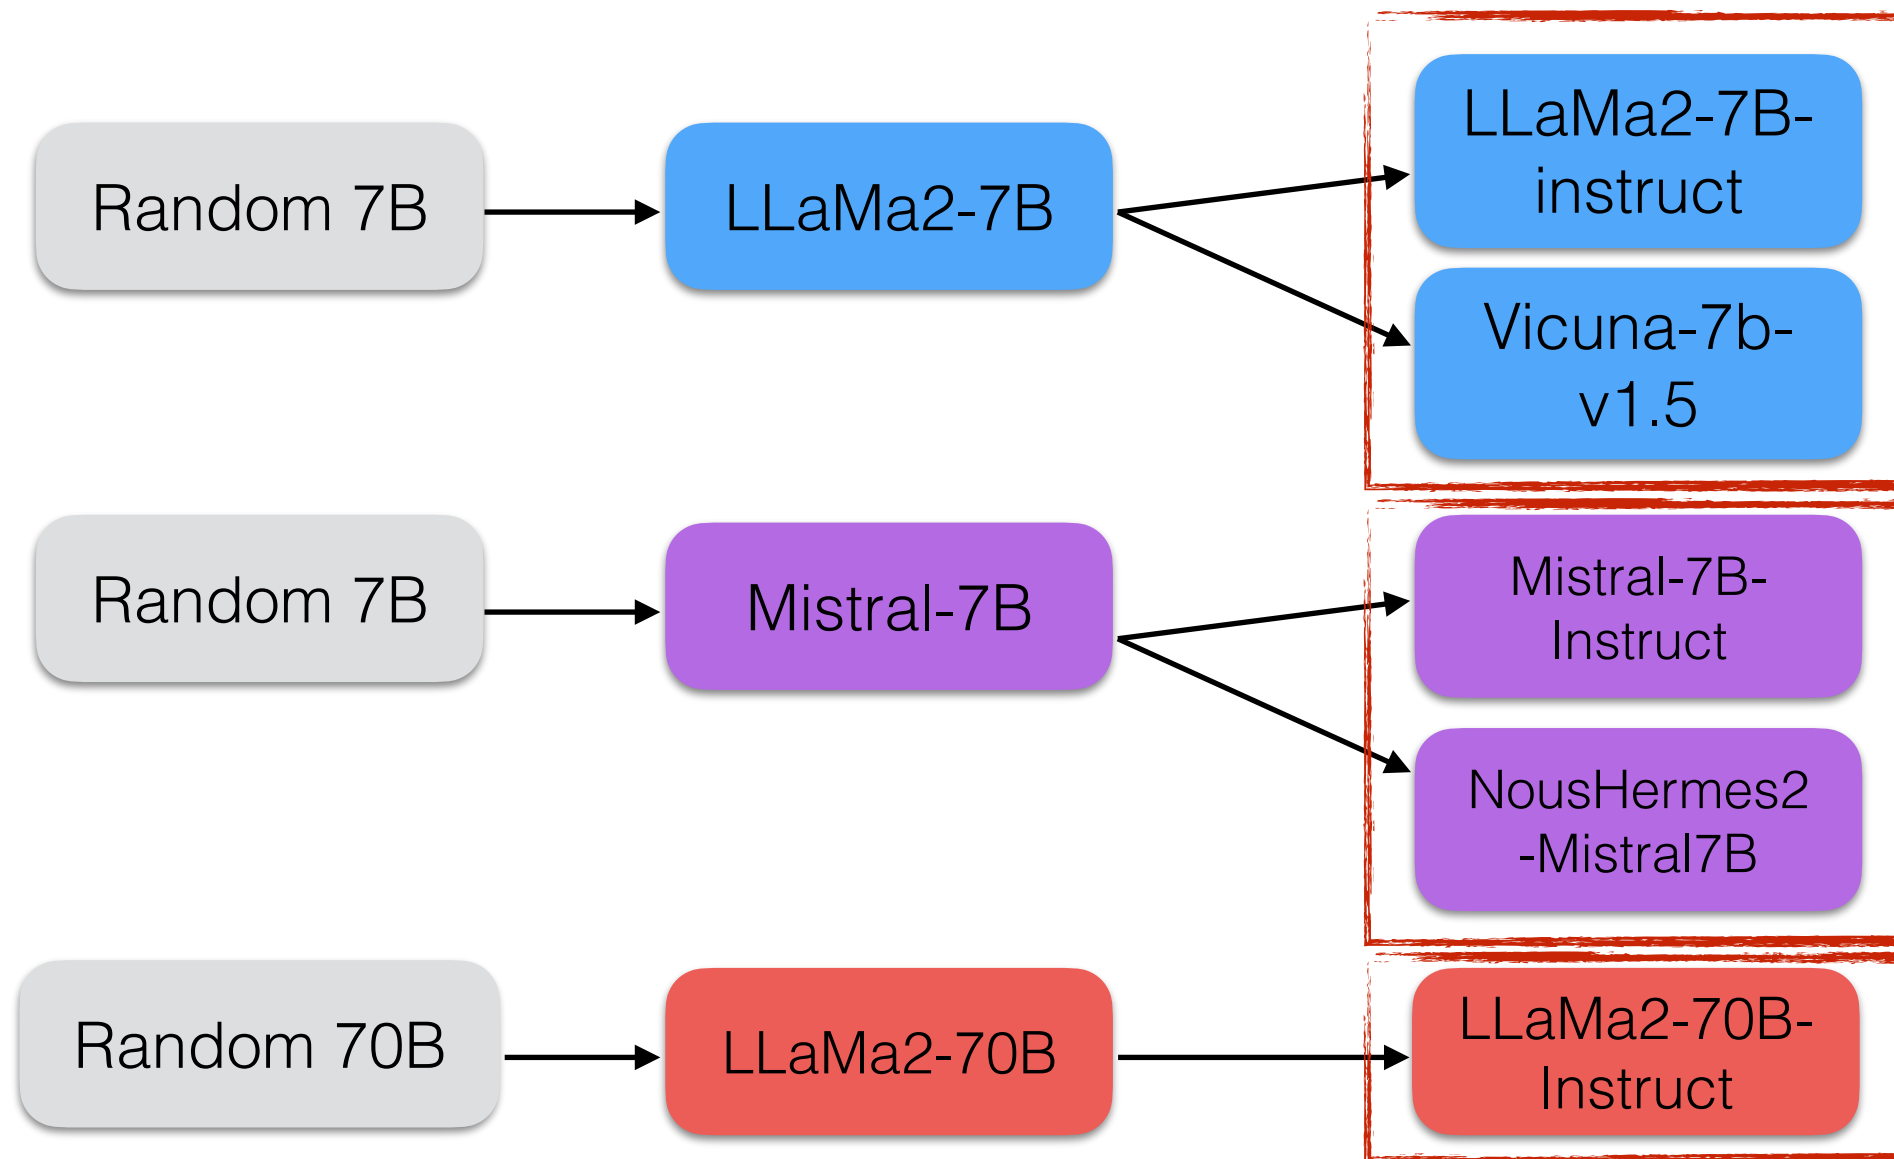 Random 7B
LLaMa2-7B
LLaMa2-7B-
instruct
Vicuna-7b-
v1.5
Random 7B
Mistral-7B
Mistral-7B-
Instruct
NousHermes2
-Mistral7B
Random 70B
LLaMa2-70B
LLaMa2-70B-
Instruct